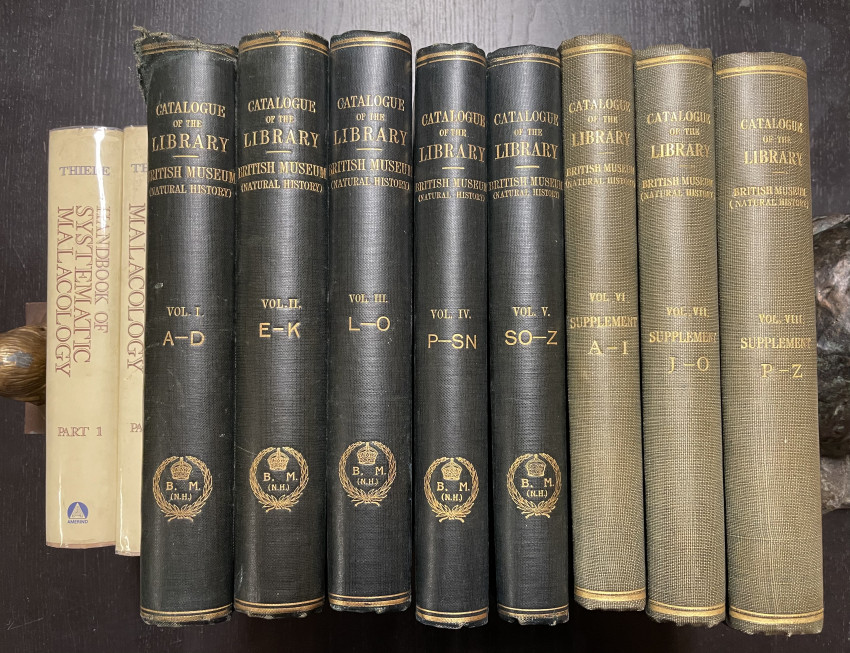 THIELE
HANDBOOK OF
SYSTEMATIC
MALACOLOGY
PART 1
AMERIND
MALACOLOGY
CATALOGUE
OF THE
LIBRARY
BRITISH MUSEUM
(NATURAL HISTORY)
VOL. I.
A–D
B. M.
(N.H.)
CATALOGUE
OF THE
LIBRARY
BRITISH MUSEUM
(NATURAL HISTORY)
VOL. II.
E–K
B. M.
(N.H.)
CATALOGUE
OF THE
LIBRARY
BRITISH MUSEUM
(NATURAL HISTORY)
VOL. III.
L–O
B. M.
(N.H.)
CATALOGUE
OF THE
LIBRARY
BRITISH MUSEUM
(NATURAL HISTORY)
VOL. IV.
P–SN
B. M.
(N.H.)
CATALOGUE
OF THE
LIBRARY
BRITISH MUSEUM
(NATURAL HISTORY)
VOL. V.
SO–Z
B. M.
(N.H.)
CATALOGUE
OF THE
LIBRARY
BRITISH MUSEUM
(NATURAL HISTORY)
VOL. VI
SUPPLEMENT
A–I
CATALOGUE
OF THE
LIBRARY
BRITISH MUSEUM
(NATURAL HISTORY)
VOL. VII
SUPPLEMENT
J–O
CATALOGUE
OF THE
LIBRARY
BRITISH MUSEUM
(NATURAL HISTORY)
VOL. VIII
SUPPLEMENT
P–Z